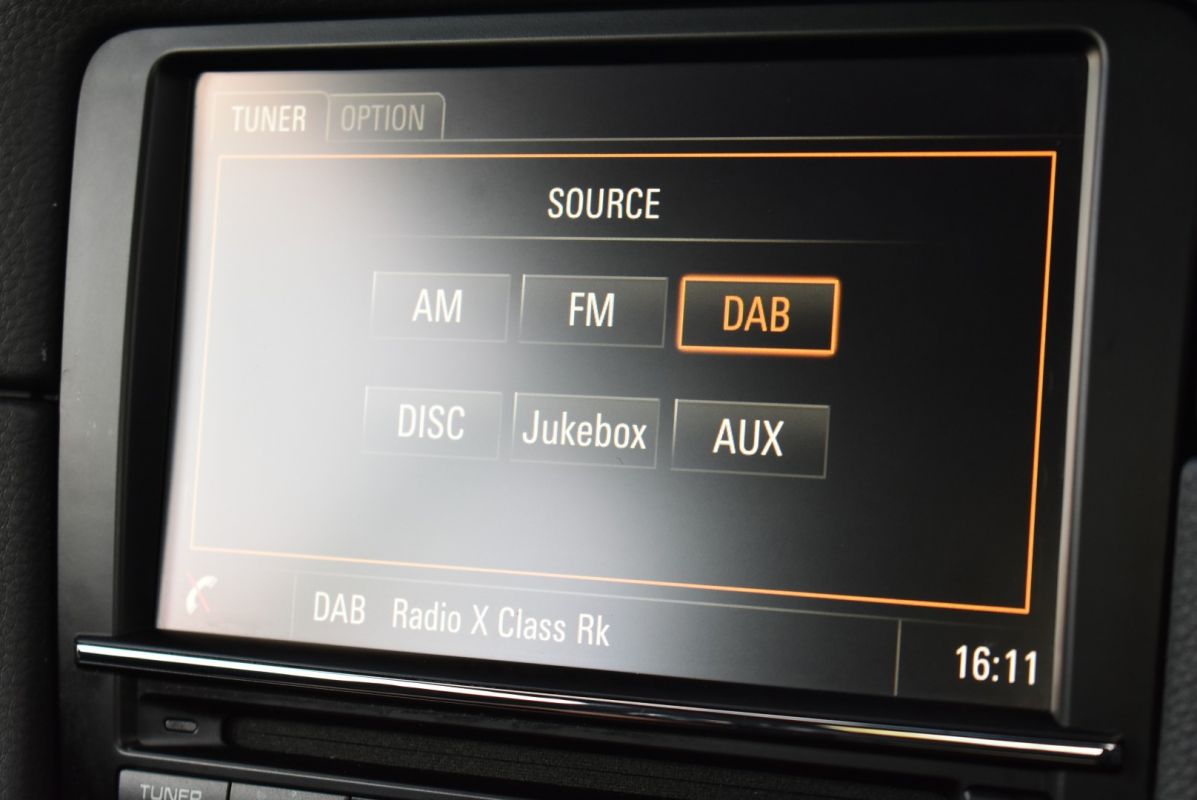 TUNER OPTION
SOURCE
AM FM DAB
DISC Jukebox AUX
DAB Radio X Class Rk
16:11
TUNER